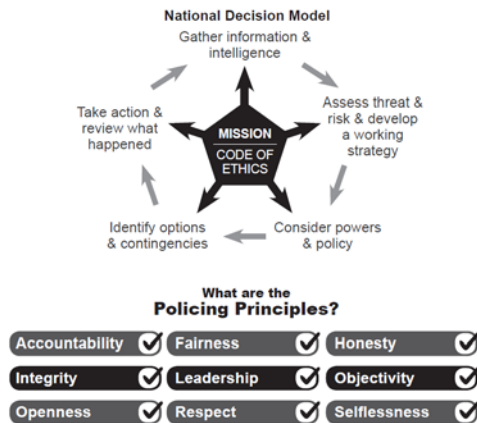 National Decision Model
Gather information &
intelligence
Assess threat &
risk & develop
a working
strategy
Consider powers
& policy
Identify options
& contingencies
Take action &
review what
happened
MISSION
CODE OF
ETHICS
What are the
Policing Principles?
Accountability
Fairness
Honesty
Integrity
Leadership
Objectivity
Openness
Respect
Selflessness